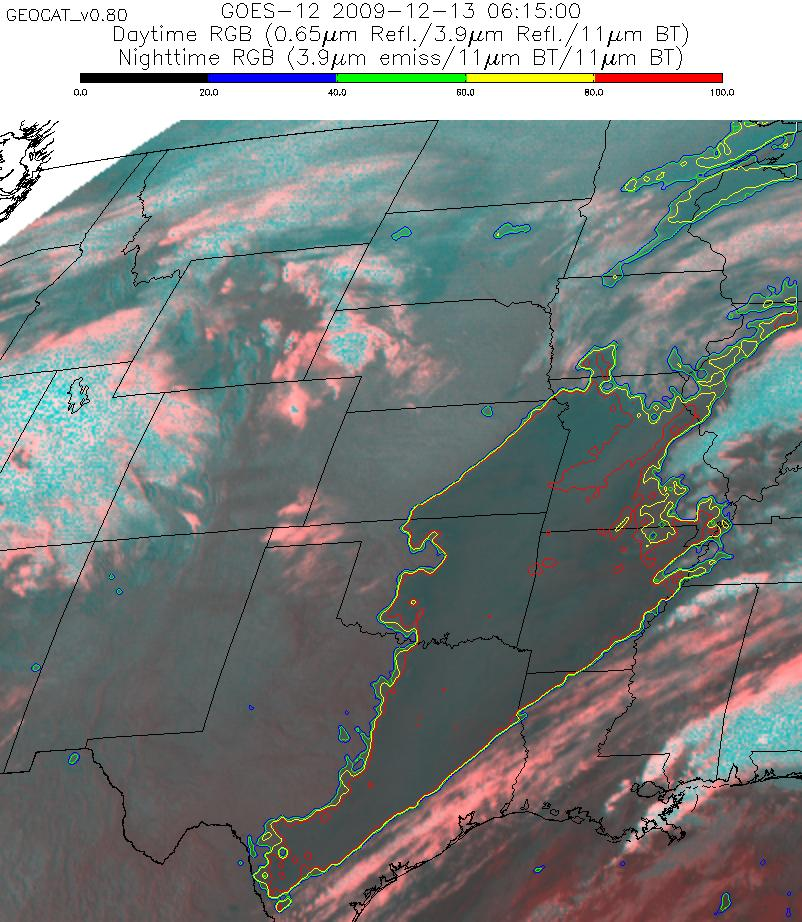 GEOCAT_v0.80
GOES-12 2009-12-13 06:15:00
Daytime RGB (0.65μm Refl./3.9μm Refl./11μm BT)
Nighttime RGB (3.9μm emiss/11μm BT/11μm BT)
0.0 20.0 40.0 60.0 80.0 100.0